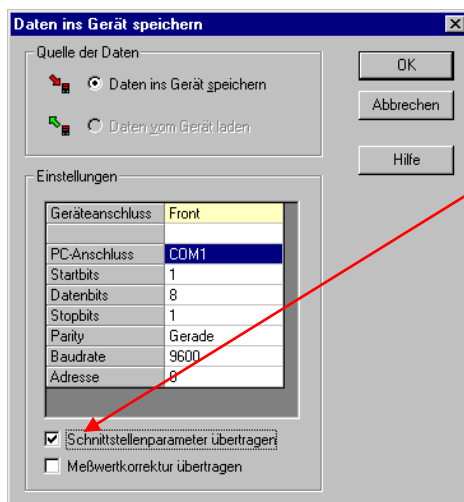 Daten ins Gerät speichern
Quelle der Daten
Daten ins Gerät speichern
Daten vom Gerät laden
OK
Abbrechen
Hilfe
Einstellungen
Geräteanschluss Front
PC-Anschluss COM1
Startbits 1
Datenbits 8
Stopbits 1
Parity Gerade
Baudrate 9600
Adresse 0
Schnittstellenparameter übertragen
Meßwertkorrektur übertragen